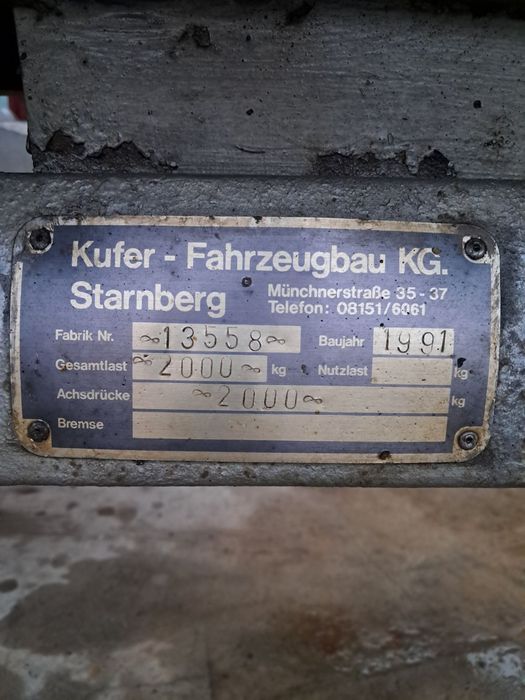 Kufer - Fahrzeugbau KG.
Starnberg Münchnerstraße 35 - 37
Telefon: 08151/6061
Fabrik Nr. ~13558~ Baujahr 1991
Gesamtlast ~2000~ kg Nutzlast kg
Achsdrücke ~2000~ kg
Bremse